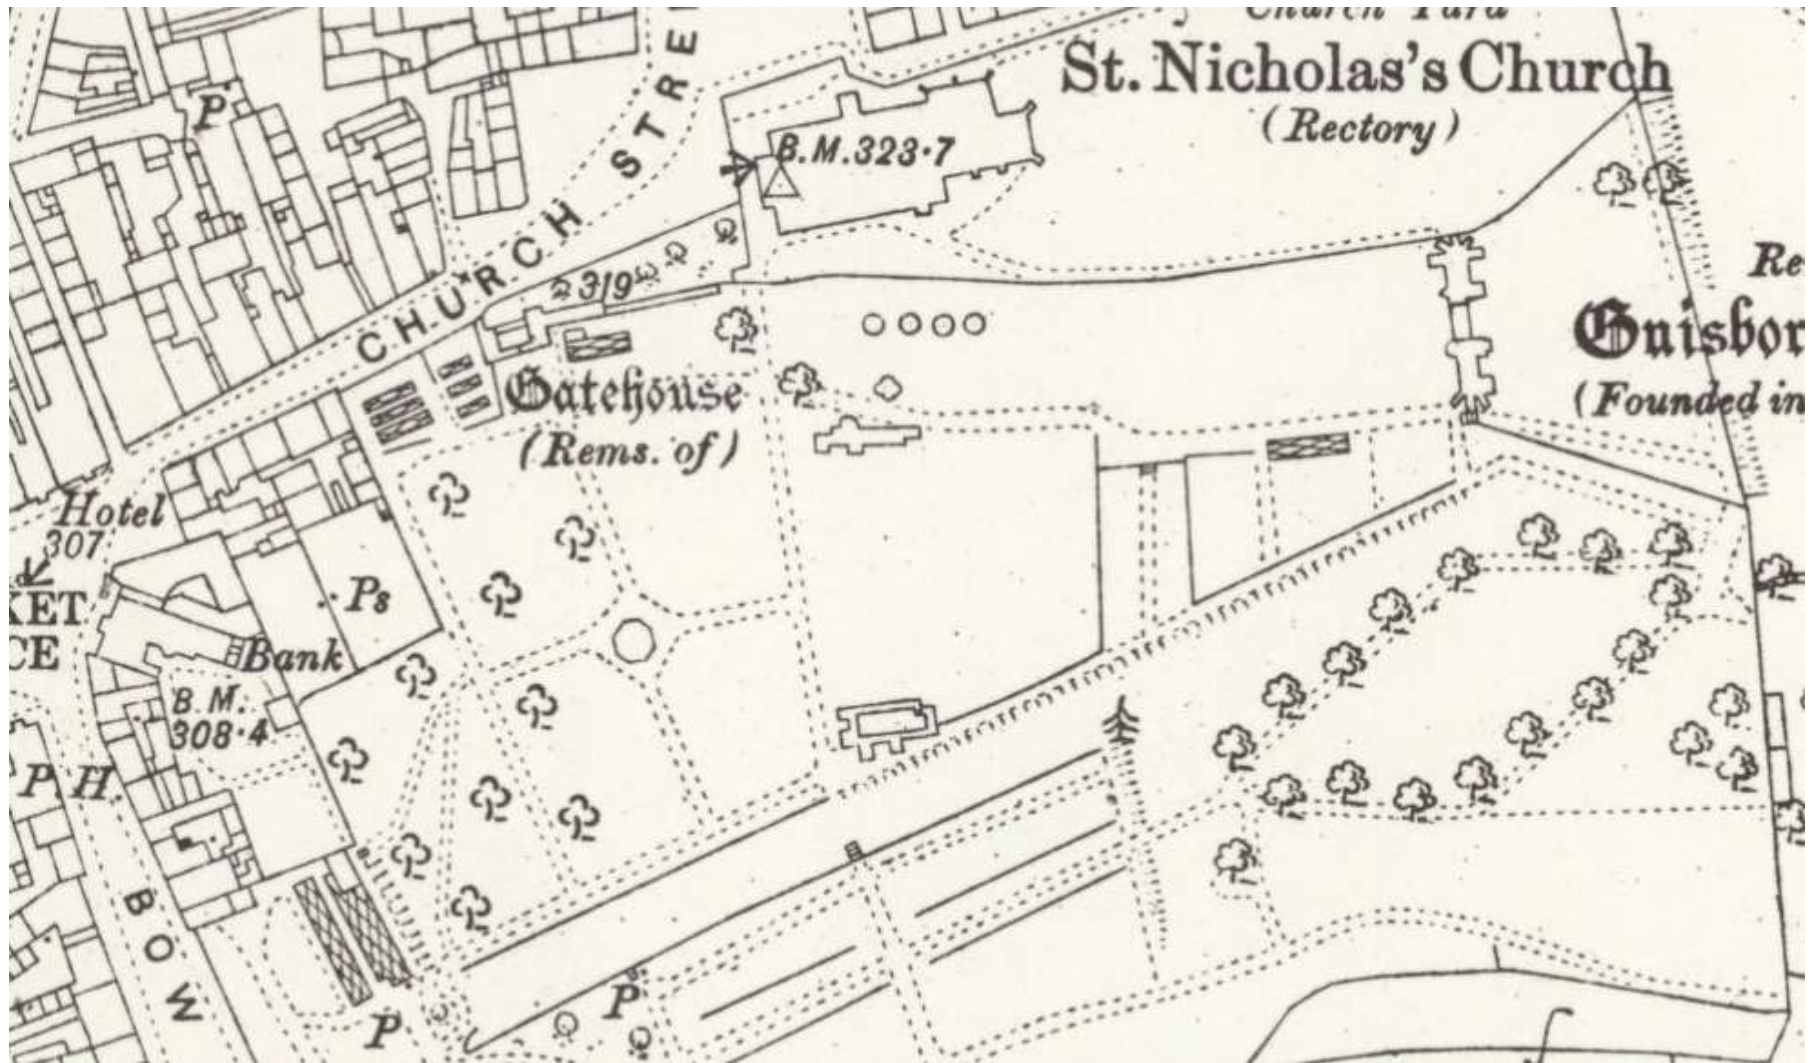 St. Nicholas's Church
(Rectory)
P
B.M.323·7
CHURCH STRE
319
Gatehouse
(Rems. of)
Guisbor
(Founded in
Re
Hotel
307
KET
CE
Ps
Bank
B.M.
308·4
P.H.
BOW
P
P